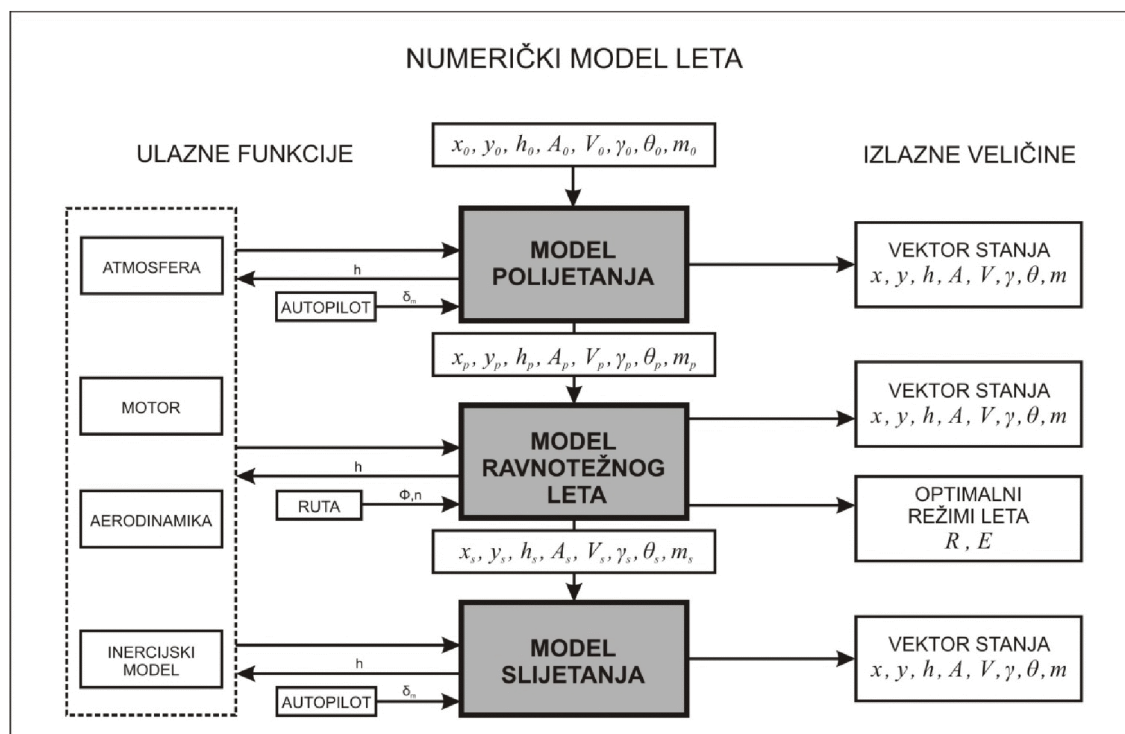 NUMERIČKI MODEL LETA
ULAZNE FUNKCIJE
x₀, y₀, h₀, A₀, V₀, γ₀, θ₀, m₀
IZLAZNE VELIČINE
ATMOSFERA
h
AUTOPILOT
δₘ
MODEL
POLIJETANJA
VEKTOR STANJA
x, y, h, A, V, γ, θ, m
xₚ, yₚ, hₚ, Aₚ, Vₚ, γₚ, θₚ, mₚ
MOTOR
h
RUTA
Φ,n
MODEL
RAVNOTEŽNOG
LETA
VEKTOR STANJA
x, y, h, A, V, γ, θ, m
AERODINAMIKA
OPTIMALNI
REŽIMI LETA
R , E
xₛ, yₛ, hₛ, Aₛ, Vₛ, γₛ, θₛ, mₛ
INERCIJSKI
MODEL
h
AUTOPILOT
δₘ
MODEL
SLIJETANJA
VEKTOR STANJA
x, y, h, A, V, γ, θ, m